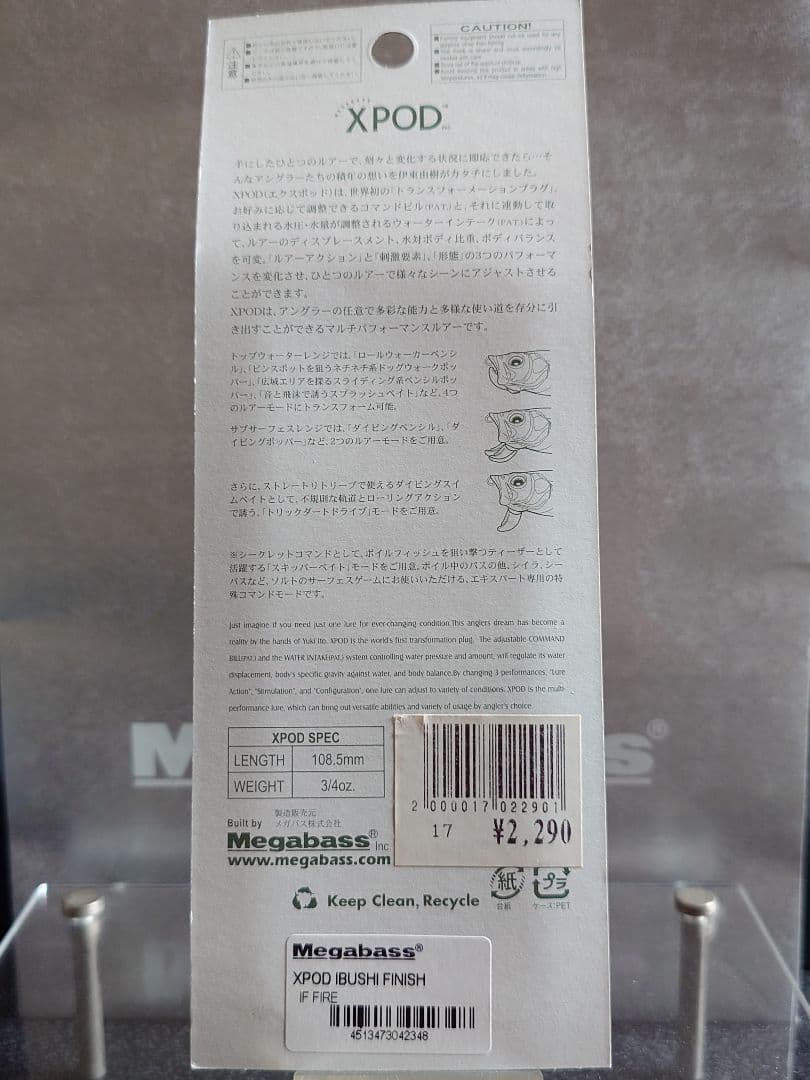 注意
CAUTION!
XPOD
手にしたひとつのルアーで、刻々と変化する状況に即応できたら…そ
んなアングラーたちの積年の想いを伊東由樹がカタチにしました。
XPOD(エクスポッド)は、世界初の「トランスフォーメーションプラグ」。
お好みに応じて調整できるコマンドビル(PAT.)と、それに連動して取
り込まれる水圧・水量が調整されるウォーターインテーク(PAT.)によっ
て、ルアーのディスプレースメント、水対ボディ比重、ボディバランス
を可変。「ルアーアクション」と「刺激要素」、「形態」の3つのパフォーマ
ンスを変化させ、ひとつのルアーで様々なシーンにアジャストさせる
ことができます。
XPODは、アングラーの任意で多彩な能力と多様な使い道を存分に引
き出すことができるマルチパフォーマンスルアーです。
トップウォーターレンジでは、「ロールウォーカーペンシ
ル」、「ピンスポットを狙うネチネチ系ドッグウォークポッ
パー」、「広域エリアを探るスライディング系ペンシルポッ
パー」、「音と飛沫で誘うスプラッシュベイト」など、4つ
のルアーモードにトランスフォーム可能。
サブサーフェスレンジでは、「ダイビングペンシル」、「ダ
イビングポッパー」など、2つのルアーモードをご用意。
さらに、ストレートリトリーブで使えるダイビングスイ
ムベイトとして、不規則な軌道とローリングアクション
で誘う、「トリックダートドライブ」モードをご用意。
※シークレットコマンドとして、ボイルフィッシュを狙い撃つティーザーとして
活躍する「スキッパーベイト」モードをご用意。ボイル中のバスの他、シイラ、シー
バスなど、ソルトのサーフェスゲームにお使いいただける、エキスパート専用の特
殊コマンドモードです。
Just imagine if you need just one lure for ever-changing condition.This anglers dream has become a
reality by the hands of Yuki Ito. XPOD is the world's first transformation plug. The adjustable COMMAND
BILL(PAT.) and the WATER INTAKE(PAT.) system controlling water pressure and amount, will regulate its water
displacement, body's specific gravity against water, and body balance.By changing 3 performances, "Lure
Action", "Stimulation", and "Configuration", one lure can adjust to variety of conditions. XPOD is the multi-
performance lure, which can bring out versatile abilities and variety of usage by angler's choice.
XPOD SPEC
LENGTH 108.5mm
WEIGHT 3/4oz.
2 000017 022901
17 ¥2,290
製造販売元
Built by メガバス株式会社
Megabass® Inc
www.megabass.com
紙 プラ
台紙 ケース:PET
Keep Clean, Recycle
Megabass®
XPOD IBUSHI FINISH
IF FIRE
4513473042348
Me s®